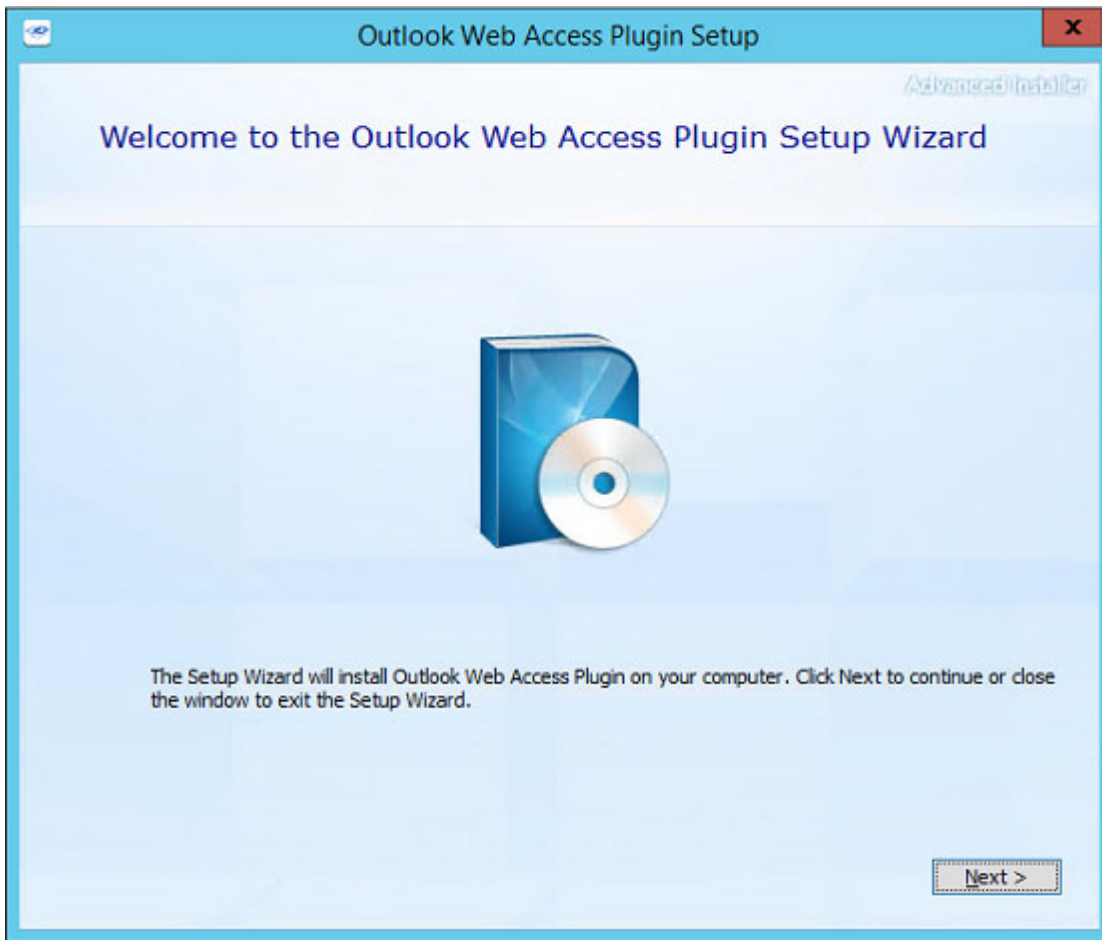 Outlook Web Access Plugin Setup
x
Advanced Installer
Welcome to the Outlook Web Access Plugin Setup Wizard
The Setup Wizard will install Outlook Web Access Plugin on your computer. Click Next to continue or close
the window to exit the Setup Wizard.
Next >